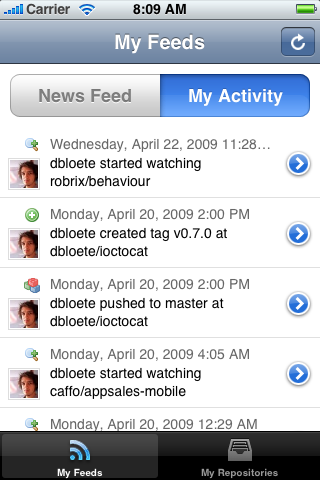 Carrier 8:09 AM
My Feeds
News Feed My Activity
Wednesday, April 22, 2009 11:28...
dbloete started watching
robrix/behaviour
Monday, April 20, 2009 2:00 PM
dbloete created tag v0.7.0 at
dbloete/ioctocat
Monday, April 20, 2009 2:00 PM
dbloete pushed to master at
dbloete/ioctocat
Monday, April 20, 2009 4:05 AM
dbloete started watching
caffo/appsales-mobile
Monday, April 20, 2009 12:29 AM
My Feeds My Repositories